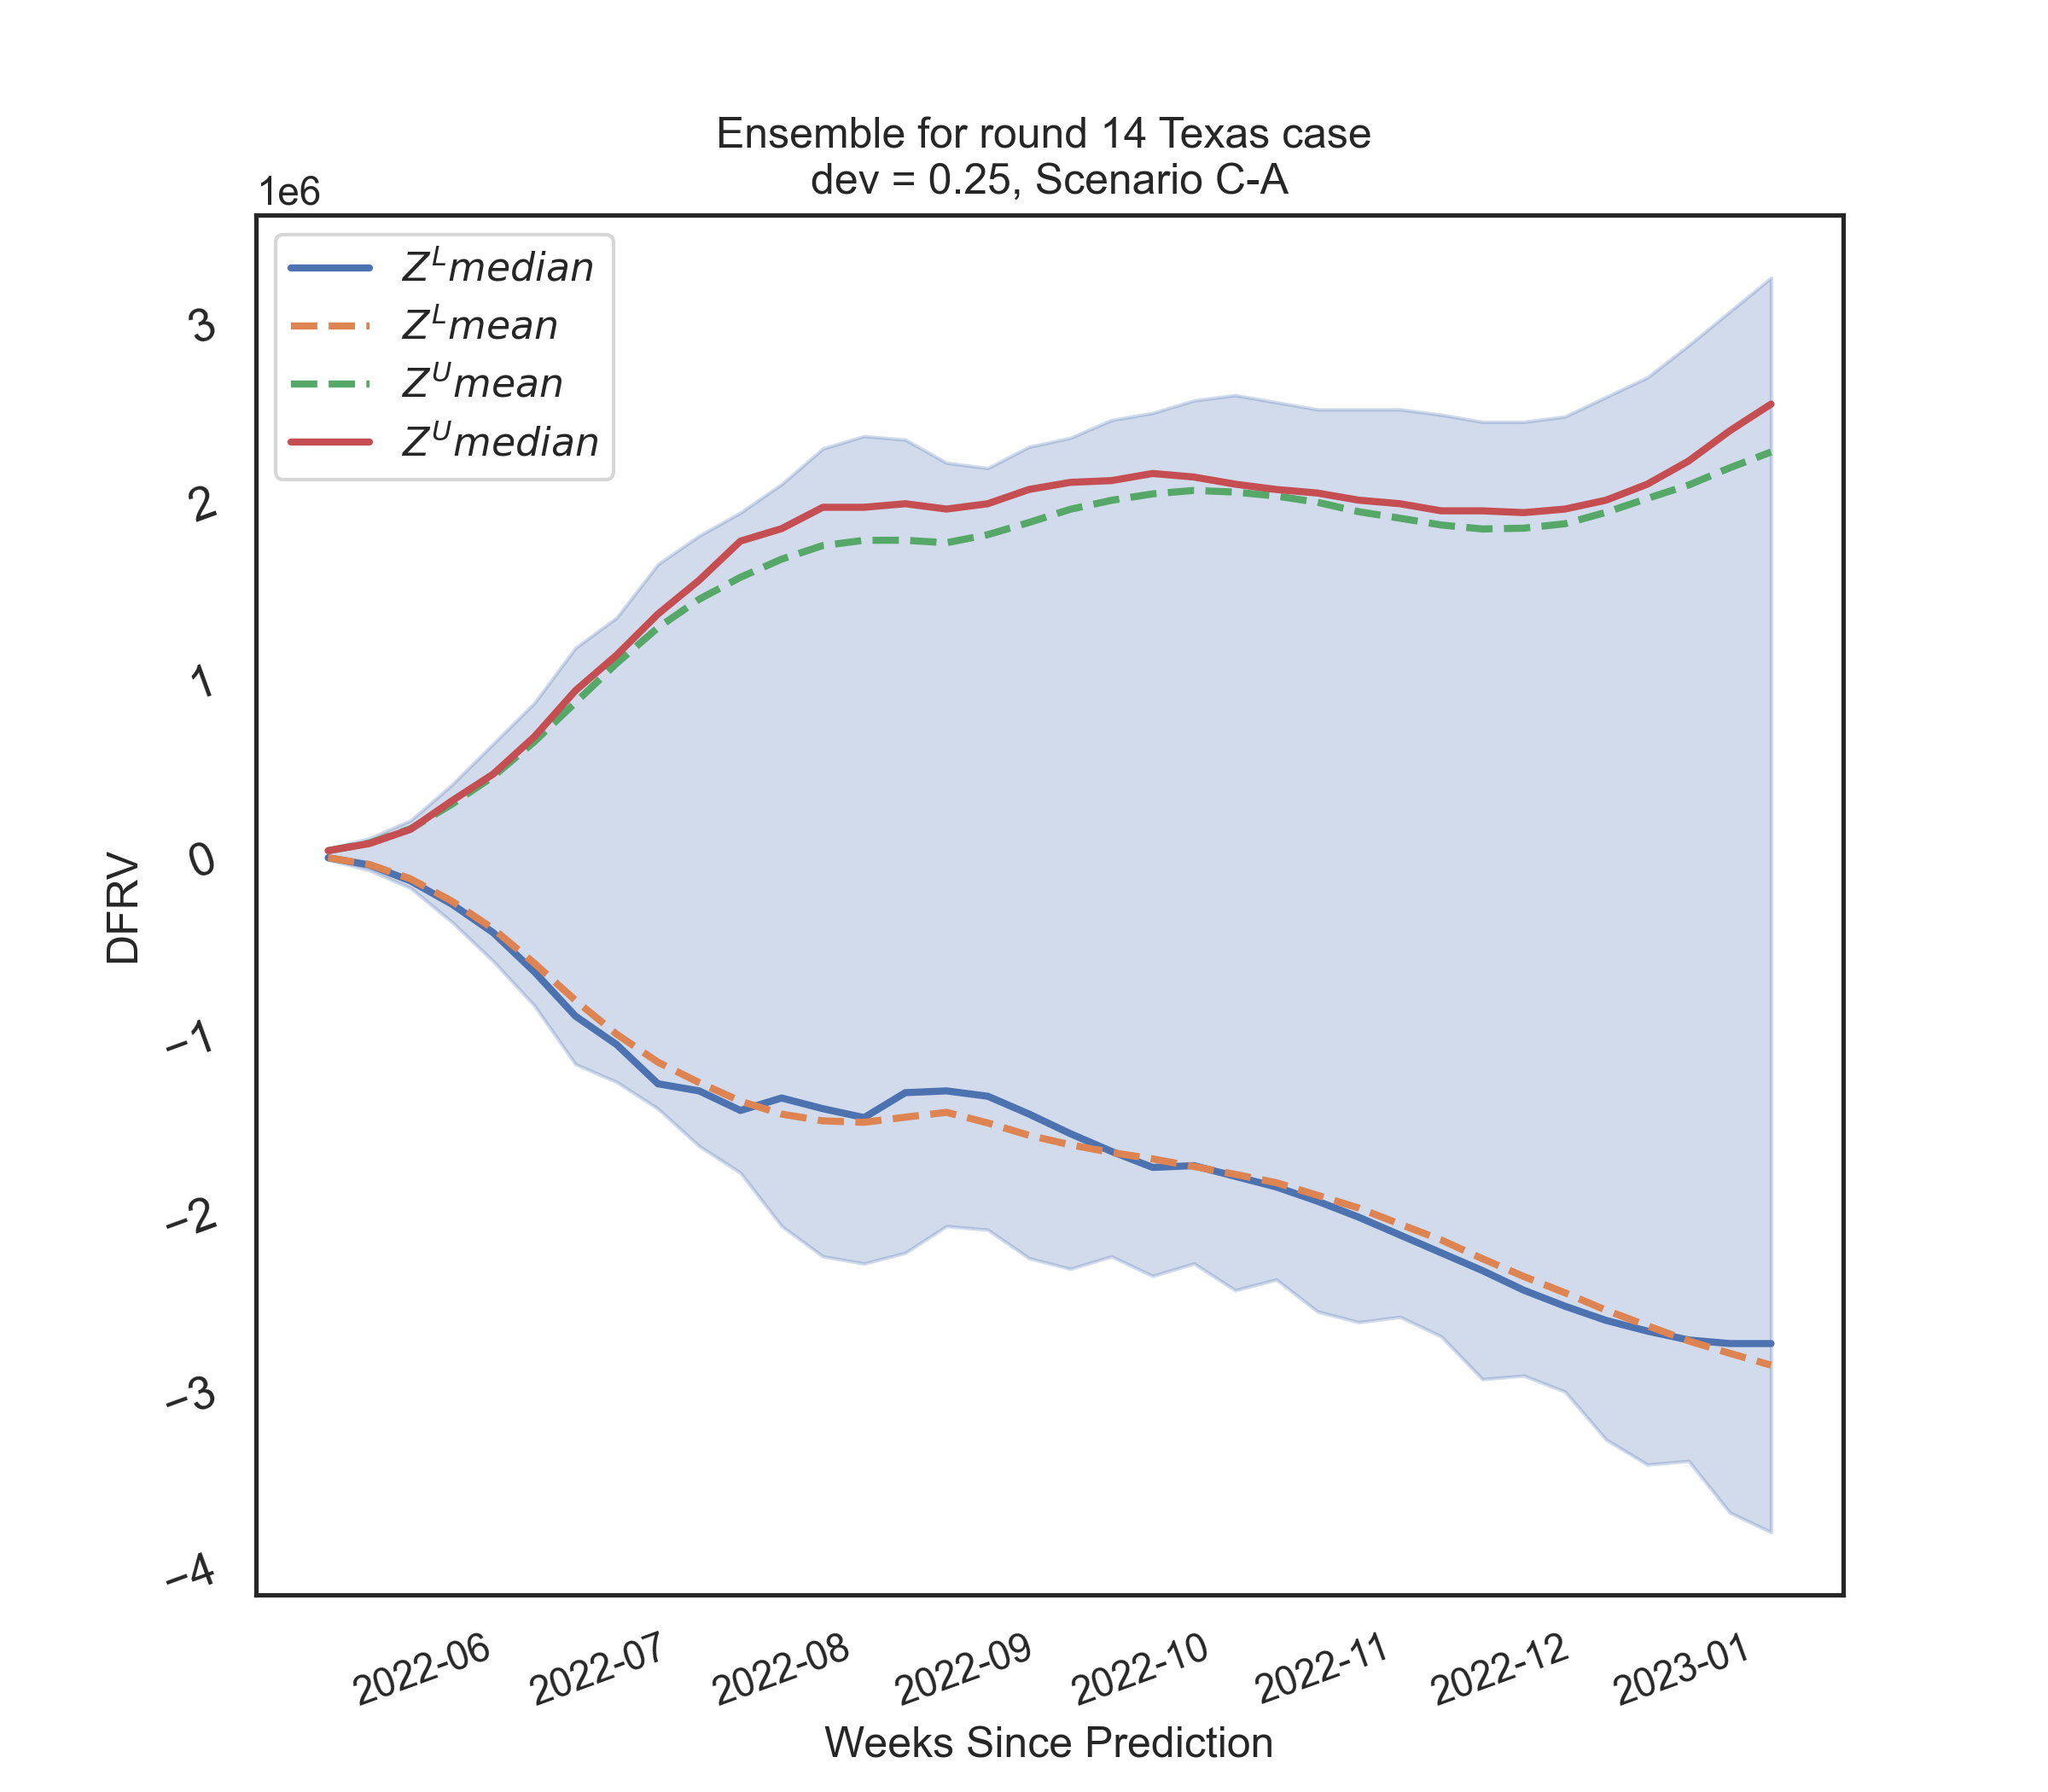 Ensemble for round 14 Texas case
dev = 0.25, Scenario C-A
1e6
Z^L median
Z^L mean
Z^U mean
Z^U median
3
2
1
0
−1
−2
−3
−4
DFRV
2022-06
2022-07
2022-08
2022-09
2022-10
2022-11
2022-12
2023-01
Weeks Since Prediction